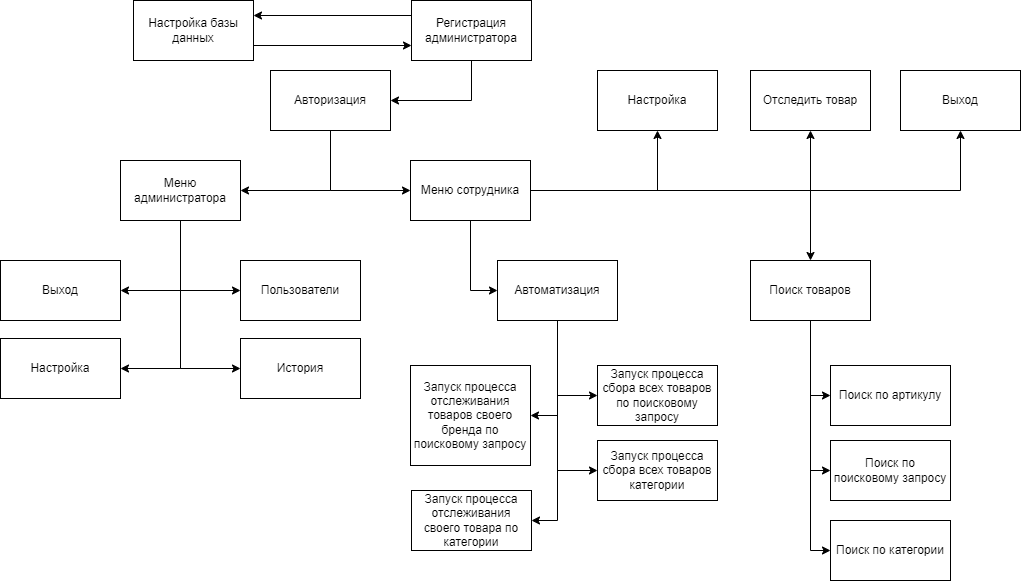 Настройка базы
данных
Регистрация
администратора
Авторизация
Настройка
Отследить товар
Выход
Меню
администратора
Меню сотрудника
Выход
Пользователи
Автоматизация
Поиск товаров
Настройка
История
Запуск процесса
отслеживания
товаров своего
бренда по
поисковому запросу
Запуск процесса
сбора всех товаров
по поисковому
запросу
Поиск по артикулу
Запуск процесса
сбора всех товаров
категории
Поиск по
поисковому запросу
Запуск процесса
отслеживания
своего товара по
категории
Поиск по категории